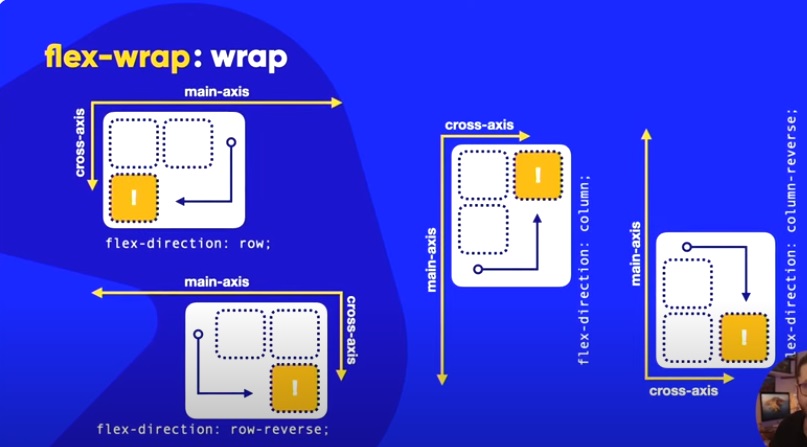 flex-wrap: wrap
main-axis
cross-axis
!
flex-direction: row;
main-axis
cross-axis
!
flex-direction: row-reverse;
cross-axis
main-axis
!
flex-direction: column;
main-axis
!
cross-axis
flex-direction: column-reverse;